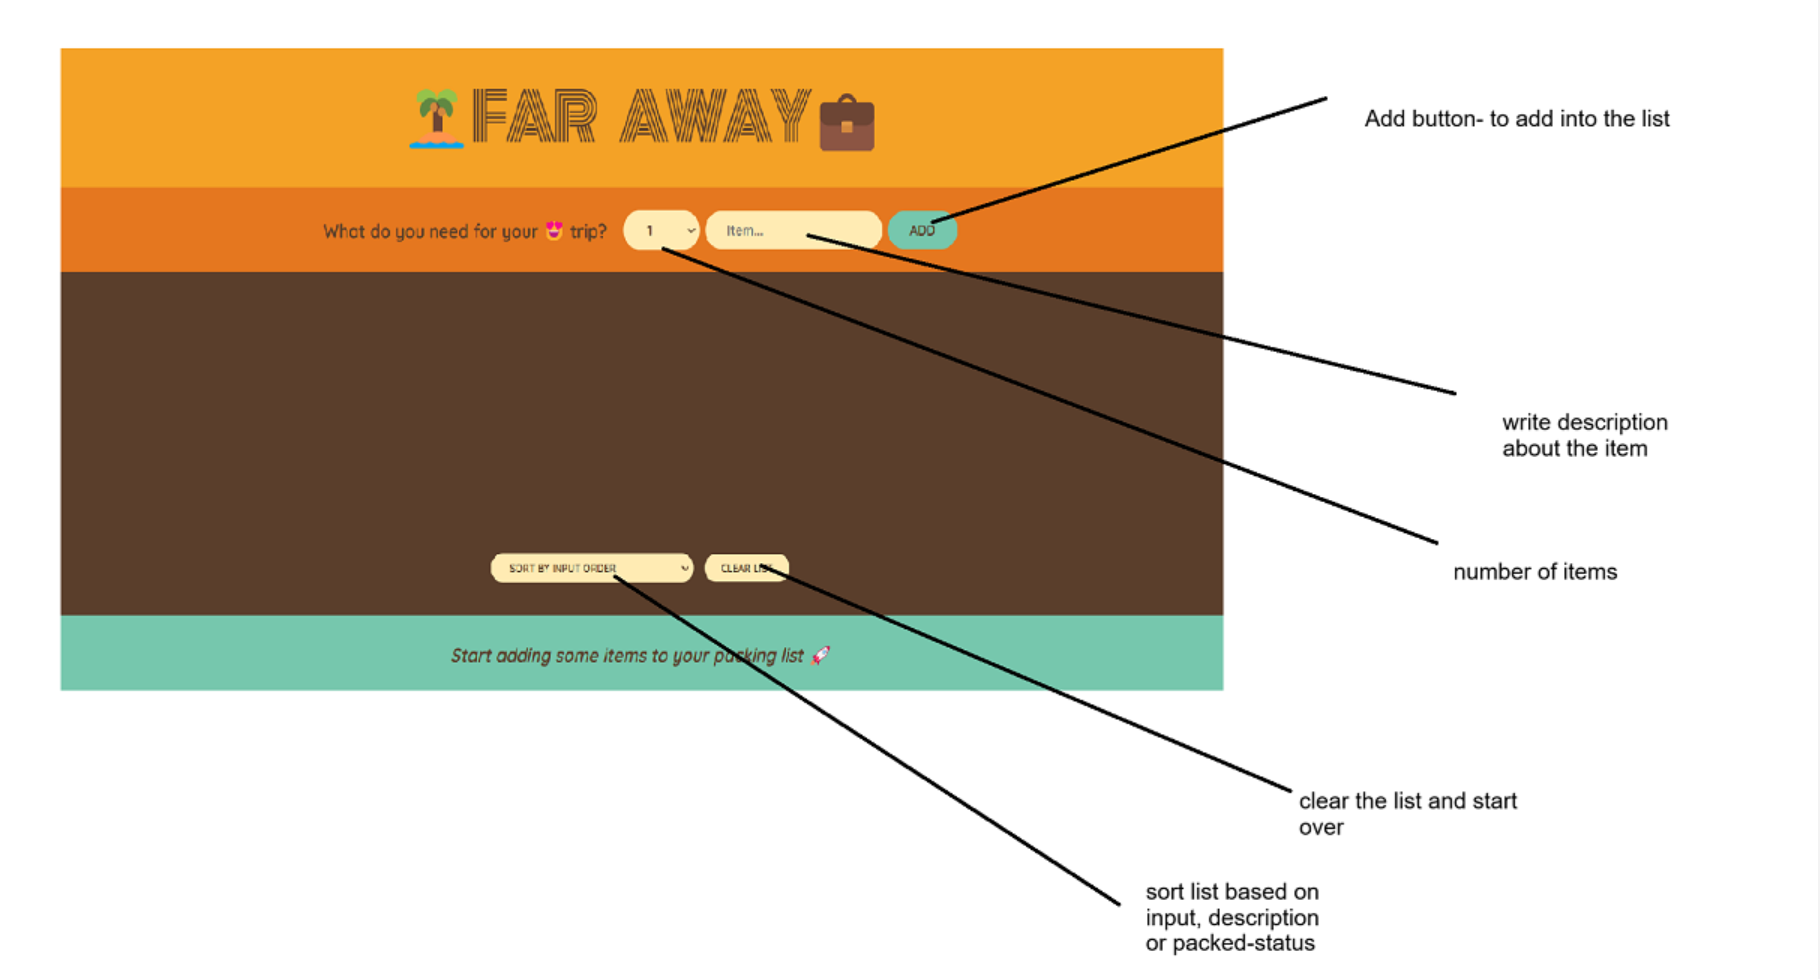 FAR AWAY
Add button- to add into the list
What do you need for your 😍 trip? 1 Item... ADD
write description
about the item
number of items
SORT BY INPUT ORDER CLEAR LIST
Start adding some items to your packing list 🚀
clear the list and start
over
sort list based on
input, description
or packed-status